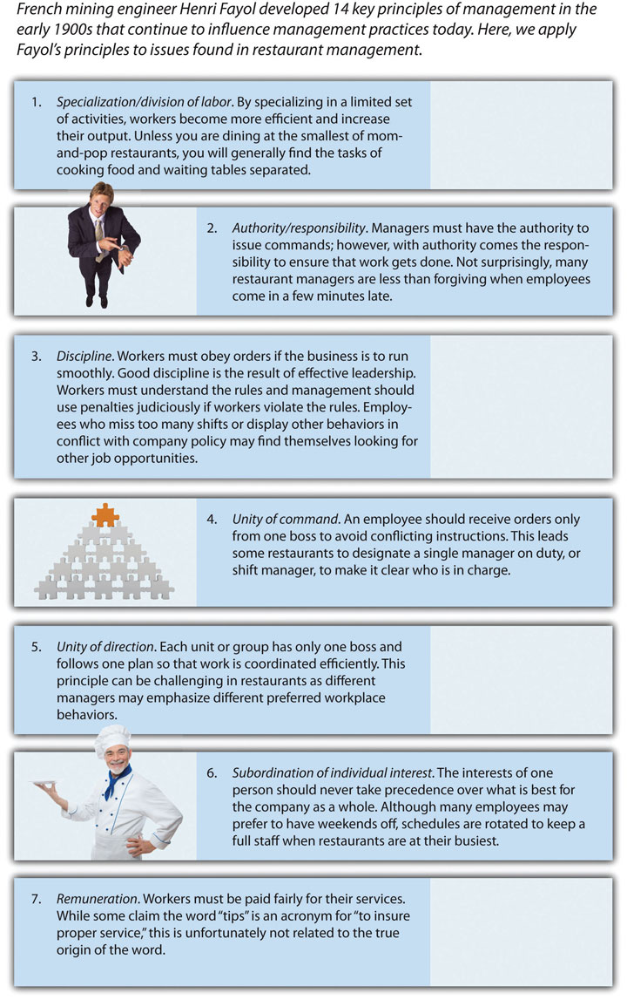 French mining engineer Henri Fayol developed 14 key principles of management in the
early 1900s that continue to influence management practices today. Here, we apply
Fayol's principles to issues found in restaurant management.
1. Specialization/division of labor. By specializing in a limited set
of activities, workers become more efficient and increase
their output. Unless you are dining at the smallest of mom-
and-pop restaurants, you will generally find the tasks of
cooking food and waiting tables separated.
2. Authority/responsibility. Managers must have the authority to
issue commands; however, with authority comes the respon-
sibility to ensure that work gets done. Not surprisingly, many
restaurant managers are less than forgiving when employees
come in a few minutes late.
3. Discipline. Workers must obey orders if the business is to run
smoothly. Good discipline is the result of effective leadership.
Workers must understand the rules and management should
use penalties judiciously if workers violate the rules. Employ-
ees who miss too many shifts or display other behaviors in
conflict with company policy may find themselves looking for
other job opportunities.
4. Unity of command. An employee should receive orders only
from one boss to avoid conflicting instructions. This leads
some restaurants to designate a single manager on duty, or
shift manager, to make it clear who is in charge.
5. Unity of direction. Each unit or group has only one boss and
follows one plan so that work is coordinated efficiently. This
principle can be challenging in restaurants as different
managers may emphasize different preferred workplace
behaviors.
6. Subordination of individual interest. The interests of one
person should never take precedence over what is best for
the company as a whole. Although many employees may
prefer to have weekends off, schedules are rotated to keep a
full staff when restaurants are at their busiest.
7. Remuneration. Workers must be paid fairly for their services.
While some claim the word "tips" is an acronym for "to insure
proper service," this is unfortunately not related to the true
origin of the word.